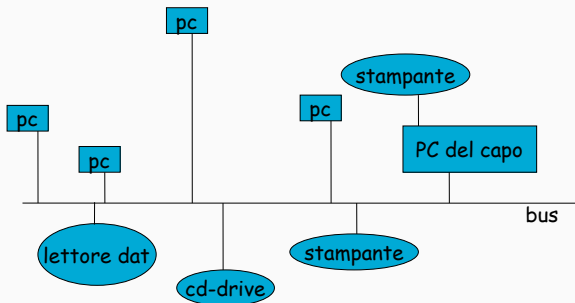 pc
stampante
pc
pc
pc
PC del capo
bus
lettore dat
stampante
cd-drive